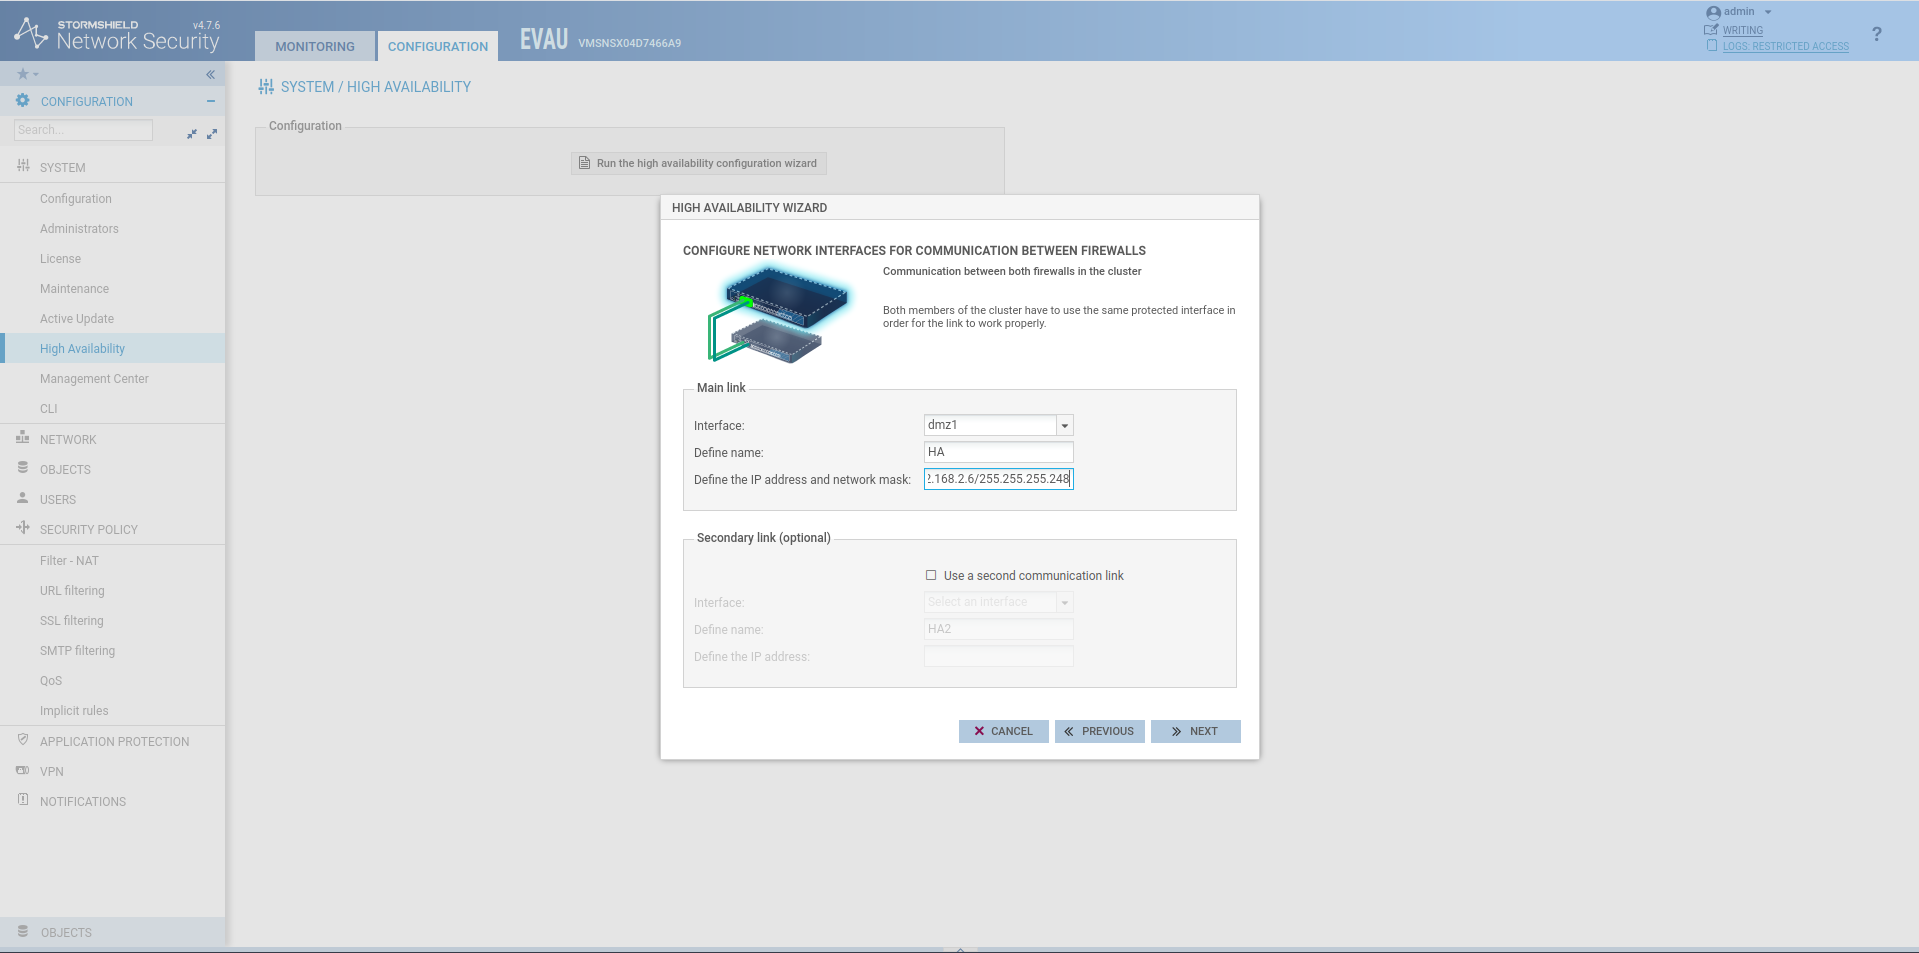 STORMSHIELD v4.7.6
Network Security
MONITORING
CONFIGURATION
EVAU VMSNSX04D7466A9
admin
WRITING
LOGS: RESTRICTED ACCESS
?
CONFIGURATION
Search...
SYSTEM
Configuration
Administrators
License
Maintenance
Active Update
High Availability
Management Center
CLI
NETWORK
OBJECTS
USERS
SECURITY POLICY
Filter - NAT
URL filtering
SSL filtering
SMTP filtering
QoS
Implicit rules
APPLICATION PROTECTION
VPN
NOTIFICATIONS
OBJECTS
SYSTEM / HIGH AVAILABILITY
Configuration
Run the high availability configuration wizard
HIGH AVAILABILITY WIZARD
CONFIGURE NETWORK INTERFACES FOR COMMUNICATION BETWEEN FIREWALLS
Communication between both firewalls in the cluster
Both members of the cluster have to use the same protected interface in
order for the link to work properly.
Main link
Interface: dmz1
Define name: HA
Define the IP address and network mask: 2.168.2.6/255.255.255.248
Secondary link (optional)
Use a second communication link
Interface: Select an interface
Define name: HA2
Define the IP address:
CANCEL
PREVIOUS
NEXT